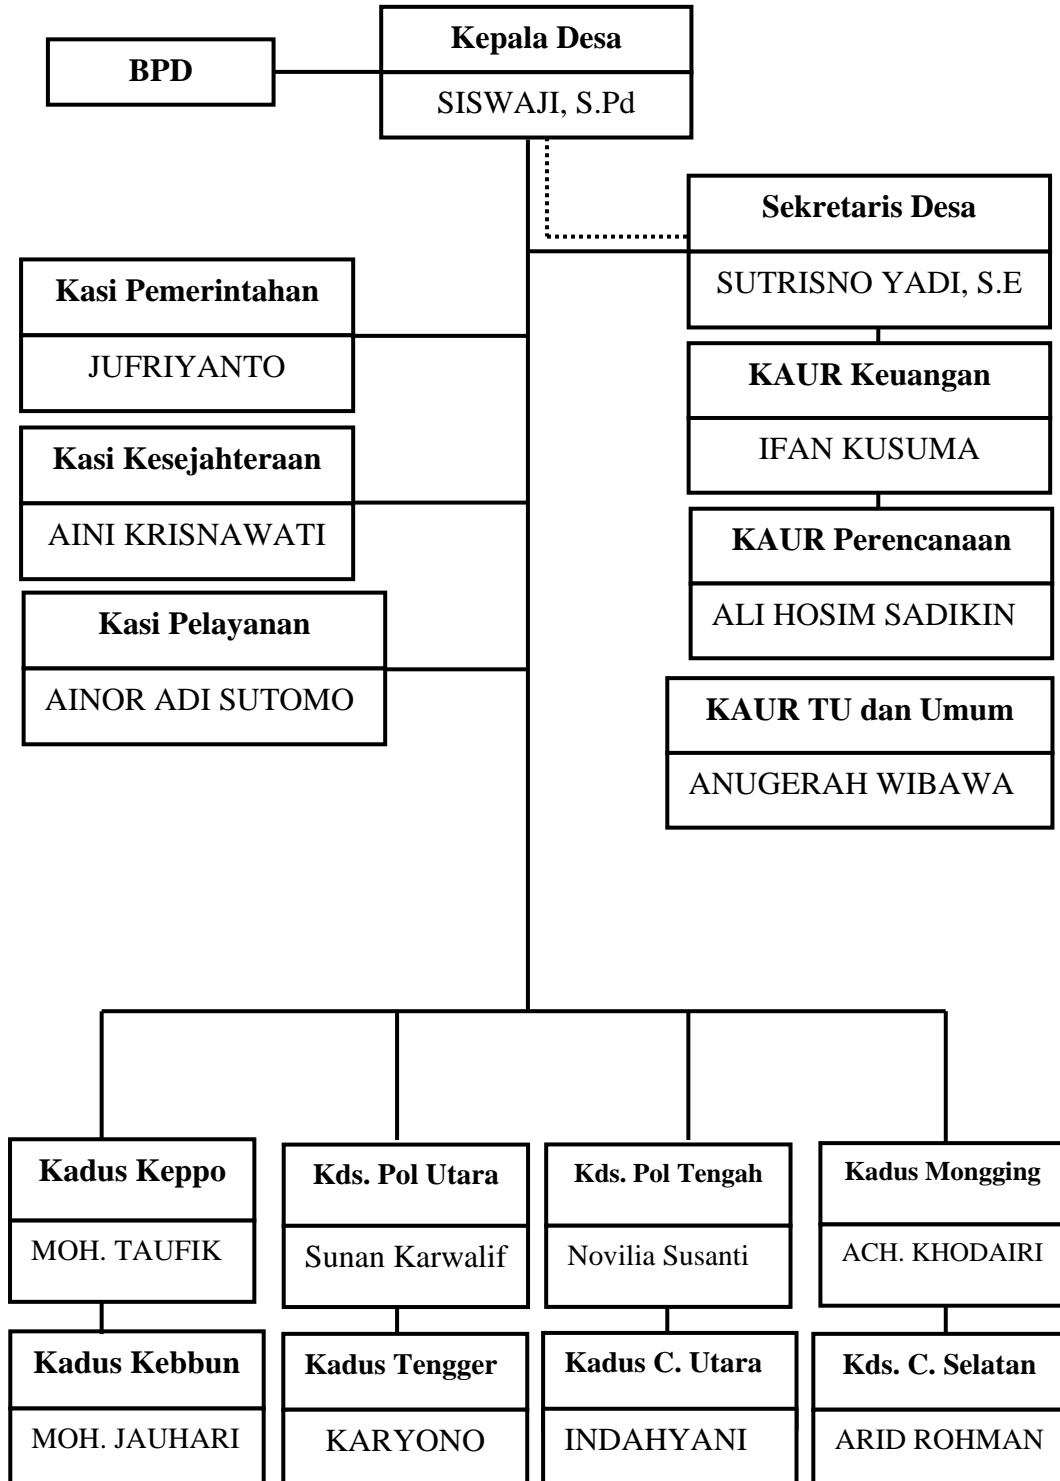 Kepala Desa
BPD
SISWAJI, S.Pd
Sekretaris Desa
SUTRISNO YADI, S.E
Kasi Pemerintahan
JUFRIYANTO
KAUR Keuangan
IFAN KUSUMA
Kasi Kesejahteraan
AINI KRISNAWATI
KAUR Perencanaan
ALI HOSIM SADIKIN
Kasi Pelayanan
AINOR ADI SUTOMO
KAUR TU dan Umum
ANUGERAH WIBAWA
Kadus Keppo
Kds. Pol Utara
Kds. Pol Tengah
Kadus Mongging
MOH. TAUFIK
Sunan Karwalif
Novilia Susanti
ACH. KHODAIRI
Kadus Kebbun
Kadus Tengger
Kadus C. Utara
Kds. C. Selatan
MOH. JAUHARI
KARYONO
INDAHYANI
ARID ROHMAN